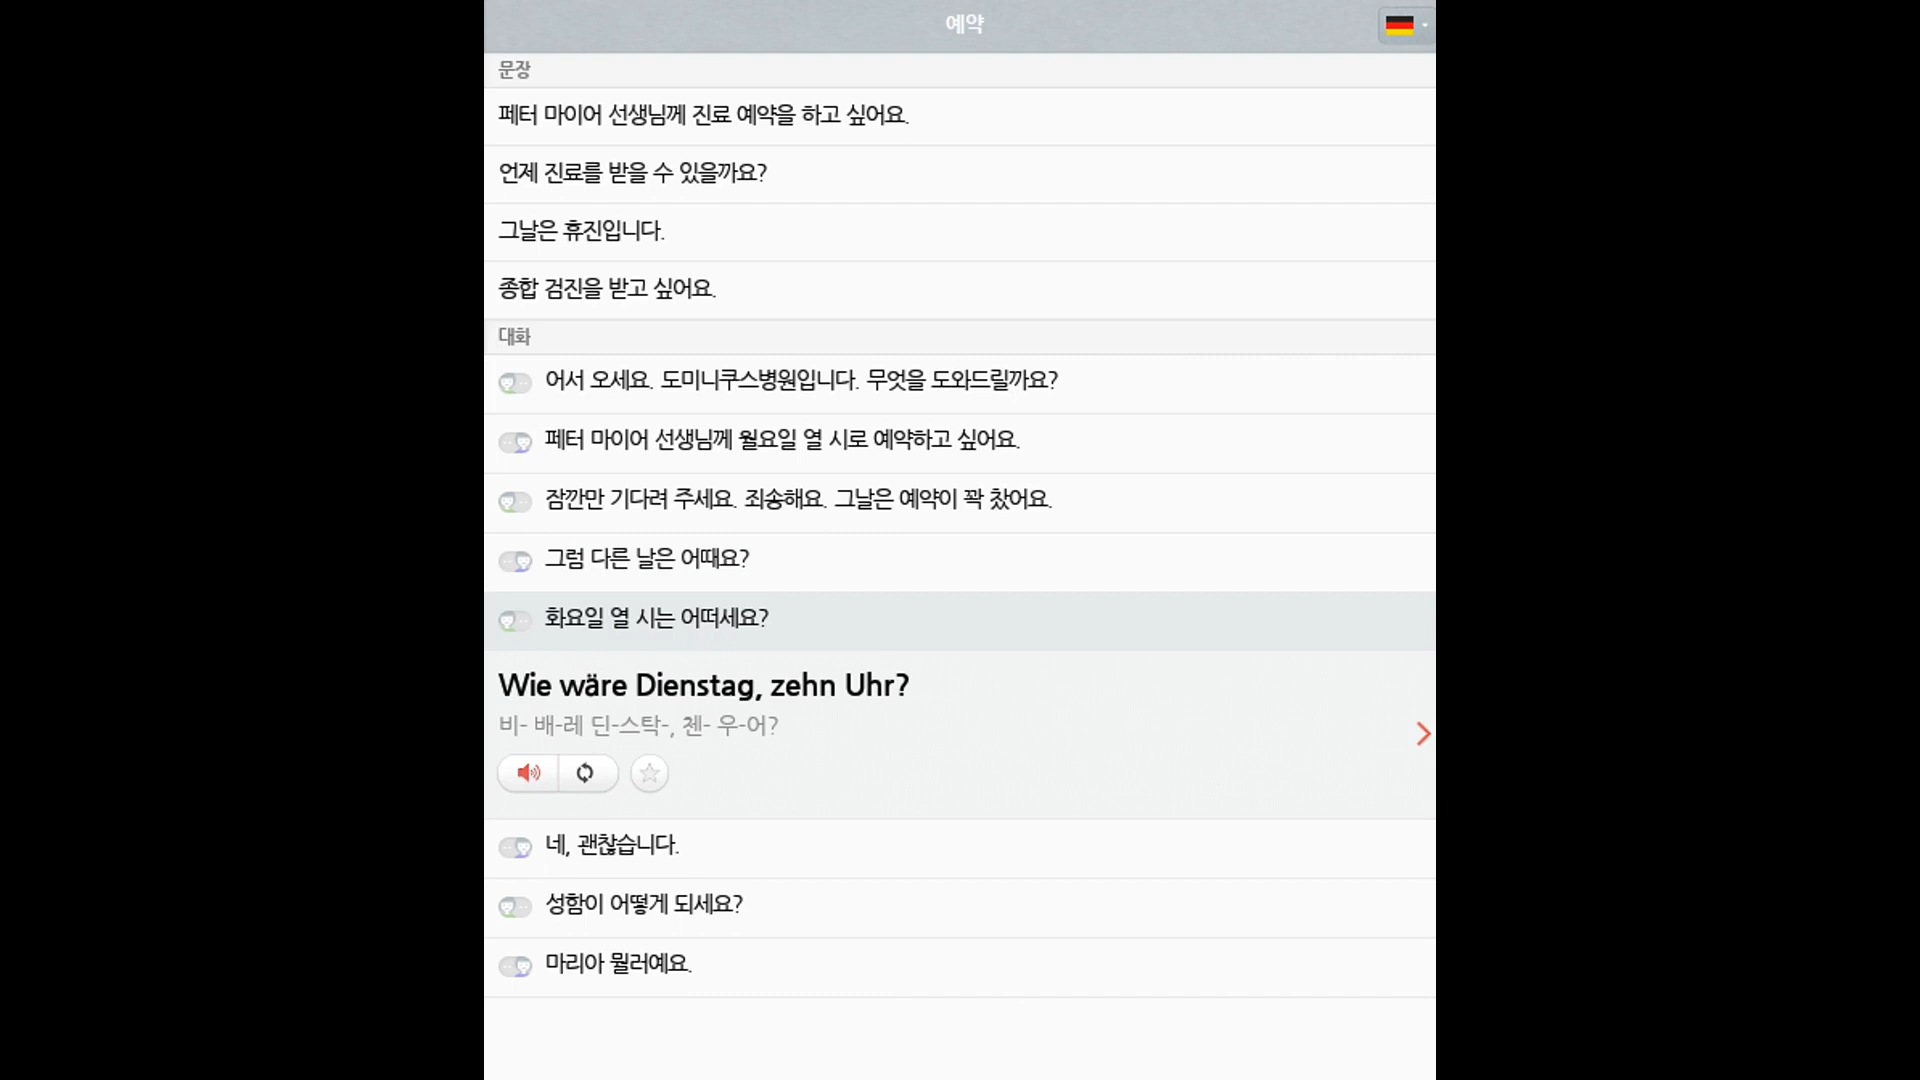 예약
문장
페터 마이어 선생님께 진료 예약을 하고 싶어요.
언제 진료를 받을 수 있을까요?
그날은 휴진입니다.
종합 검진을 받고 싶어요.
대화
어서 오세요. 도미니쿠스병원입니다. 무엇을 도와드릴까요?
페터 마이어 선생님께 월요일 열 시로 예약하고 싶어요.
잠깐만 기다려 주세요. 죄송해요. 그날은 예약이 꽉 찼어요.
그럼 다른 날은 어때요?
화요일 열 시는 어떠세요?
Wie wäre Dienstag, zehn Uhr?
비- 배-레 딘-스탁-, 첸- 우-어?
네, 괜찮습니다.
성함이 어떻게 되세요?
마리아 뮐러예요.